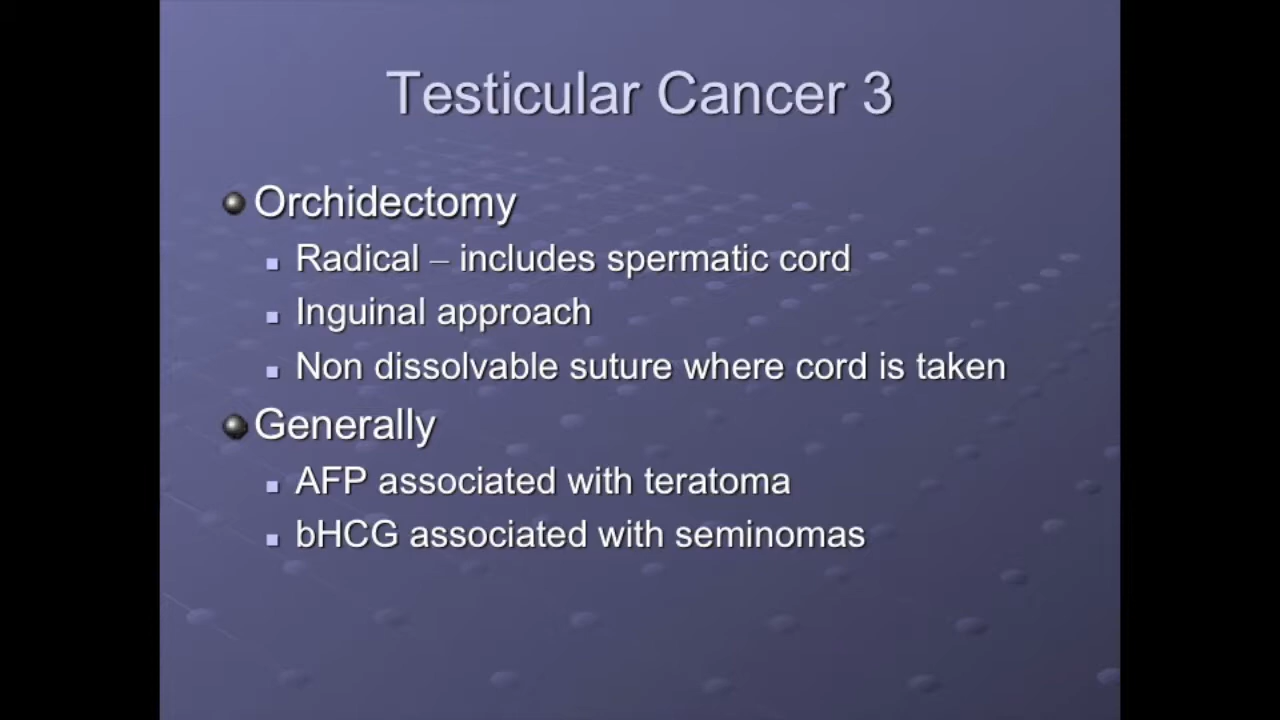 Testicular Cancer 3
Orchidectomy
Radical – includes spermatic cord
Inguinal approach
Non dissolvable suture where cord is taken
Generally
AFP associated with teratoma
bHCG associated with seminomas